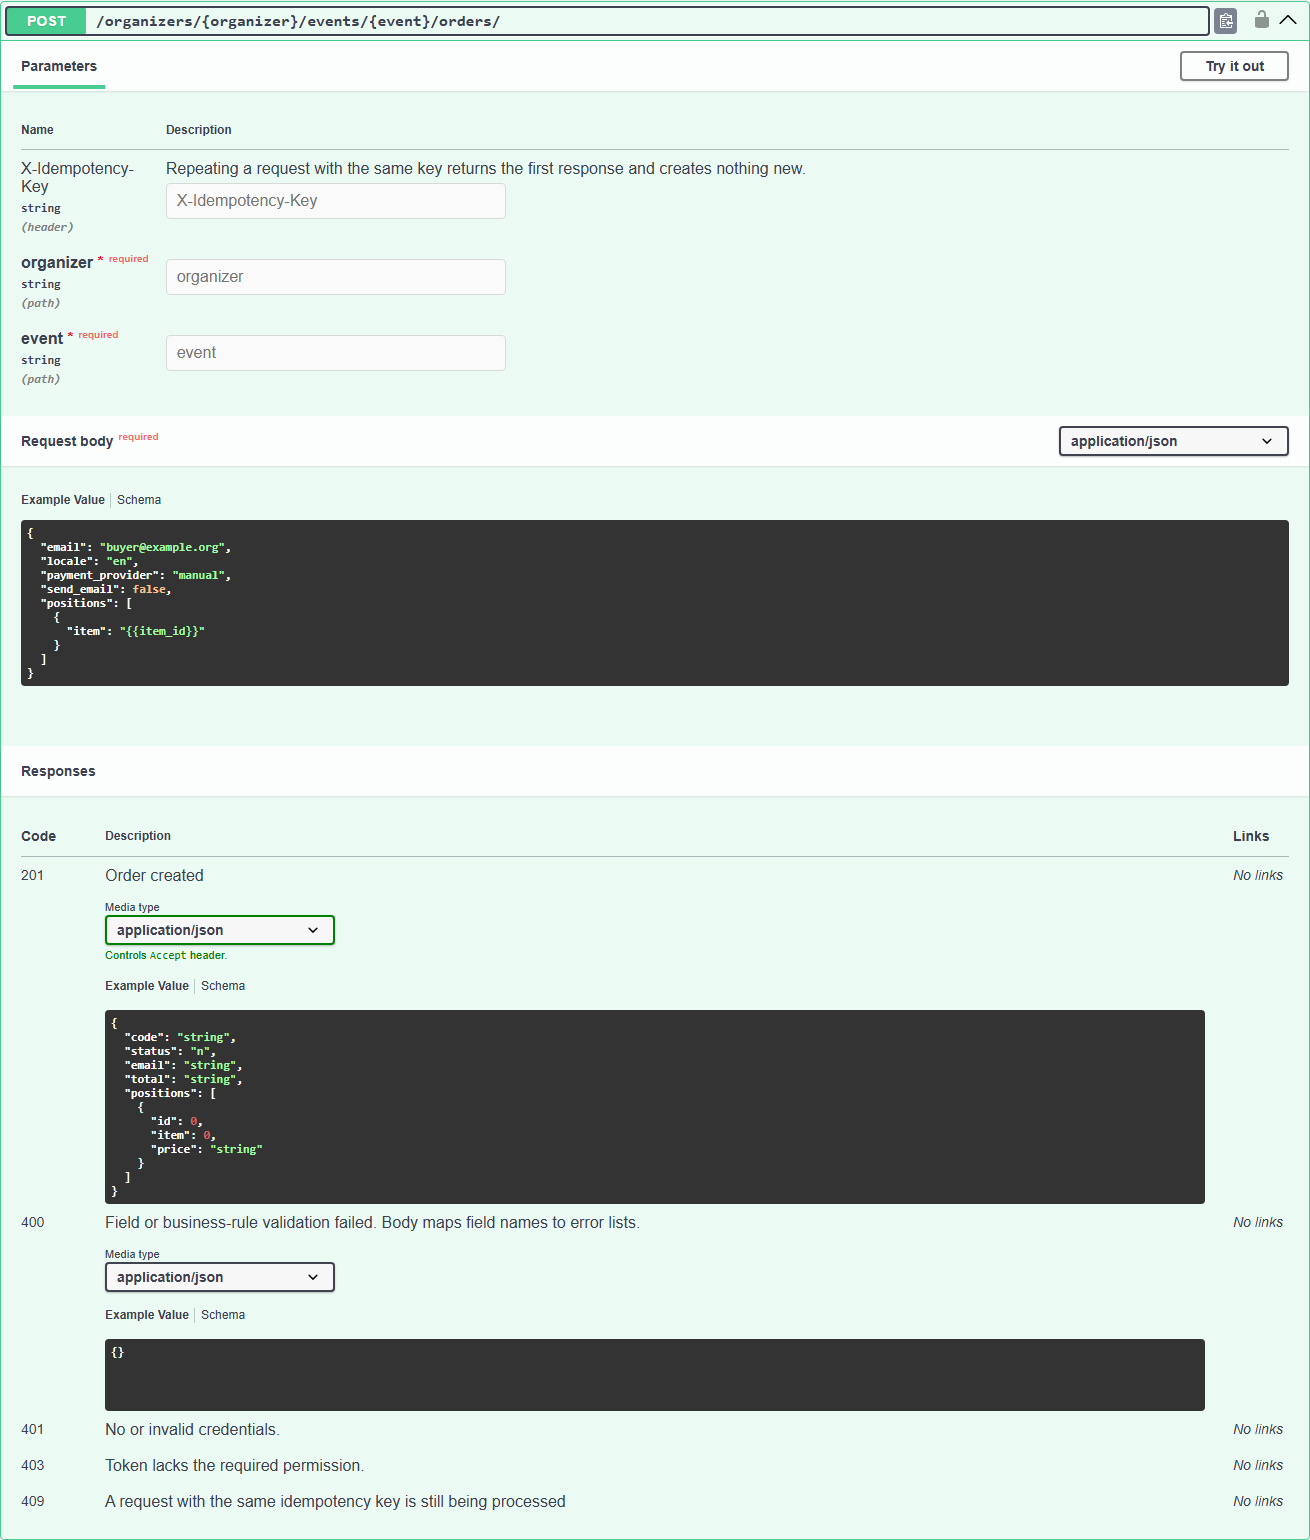 POST /organizers/{organizer}/events/{event}/orders/
Parameters
Try it out
Name Description
X-Idempotency-
Key
string
(header)
Repeating a request with the same key returns the first response and creates nothing new.
X-Idempotency-Key
organizer * required
string
(path)
organizer
event * required
string
(path)
event
Request body required
application/json
Example Value Schema
{
  "email": "buyer@example.org",
  "locale": "en",
  "payment_provider": "manual",
  "send_email": false,
  "positions": [
    {
      "item": "{{item_id}}"
    }
  ]
}
Responses
Code Description Links
201 Order created No links
Media type
application/json
Controls Accept header.
Example Value Schema
{
  "code": "string",
  "status": "n",
  "email": "string",
  "total": "string",
  "positions": [
    {
      "id": 0,
      "item": 0,
      "price": "string"
    }
  ]
}
400 Field or business-rule validation failed. Body maps field names to error lists. No links
Media type
application/json
Example Value Schema
{}
401 No or invalid credentials. No links
403 Token lacks the required permission. No links
409 A request with the same idempotency key is still being processed No links